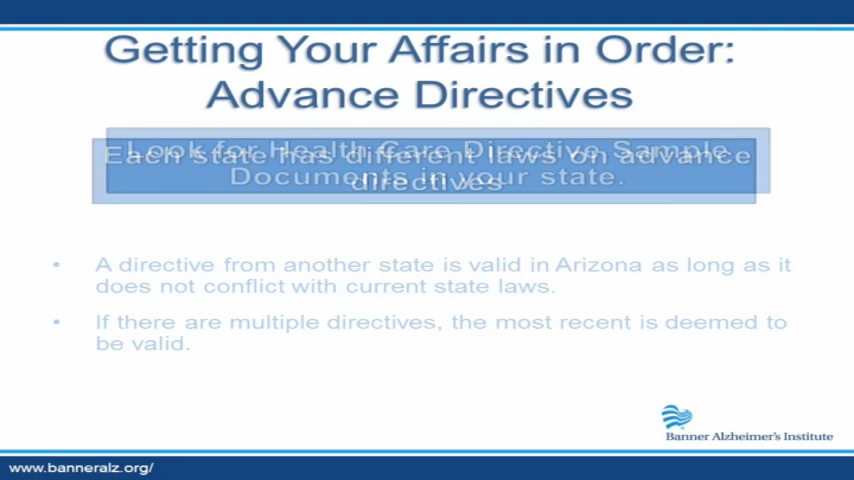 Getting Your Affairs in Order:
Advance Directives
Look for Health Care Directive Sample
Each state has different laws on advance
Documents in your state.
directives
• A directive from another state is valid in Arizona as long as it
does not conflict with current state laws.
• If there are multiple directives, the most recent is deemed to
be valid.
Banner Alzheimer's Institute
www.banneralz.org/